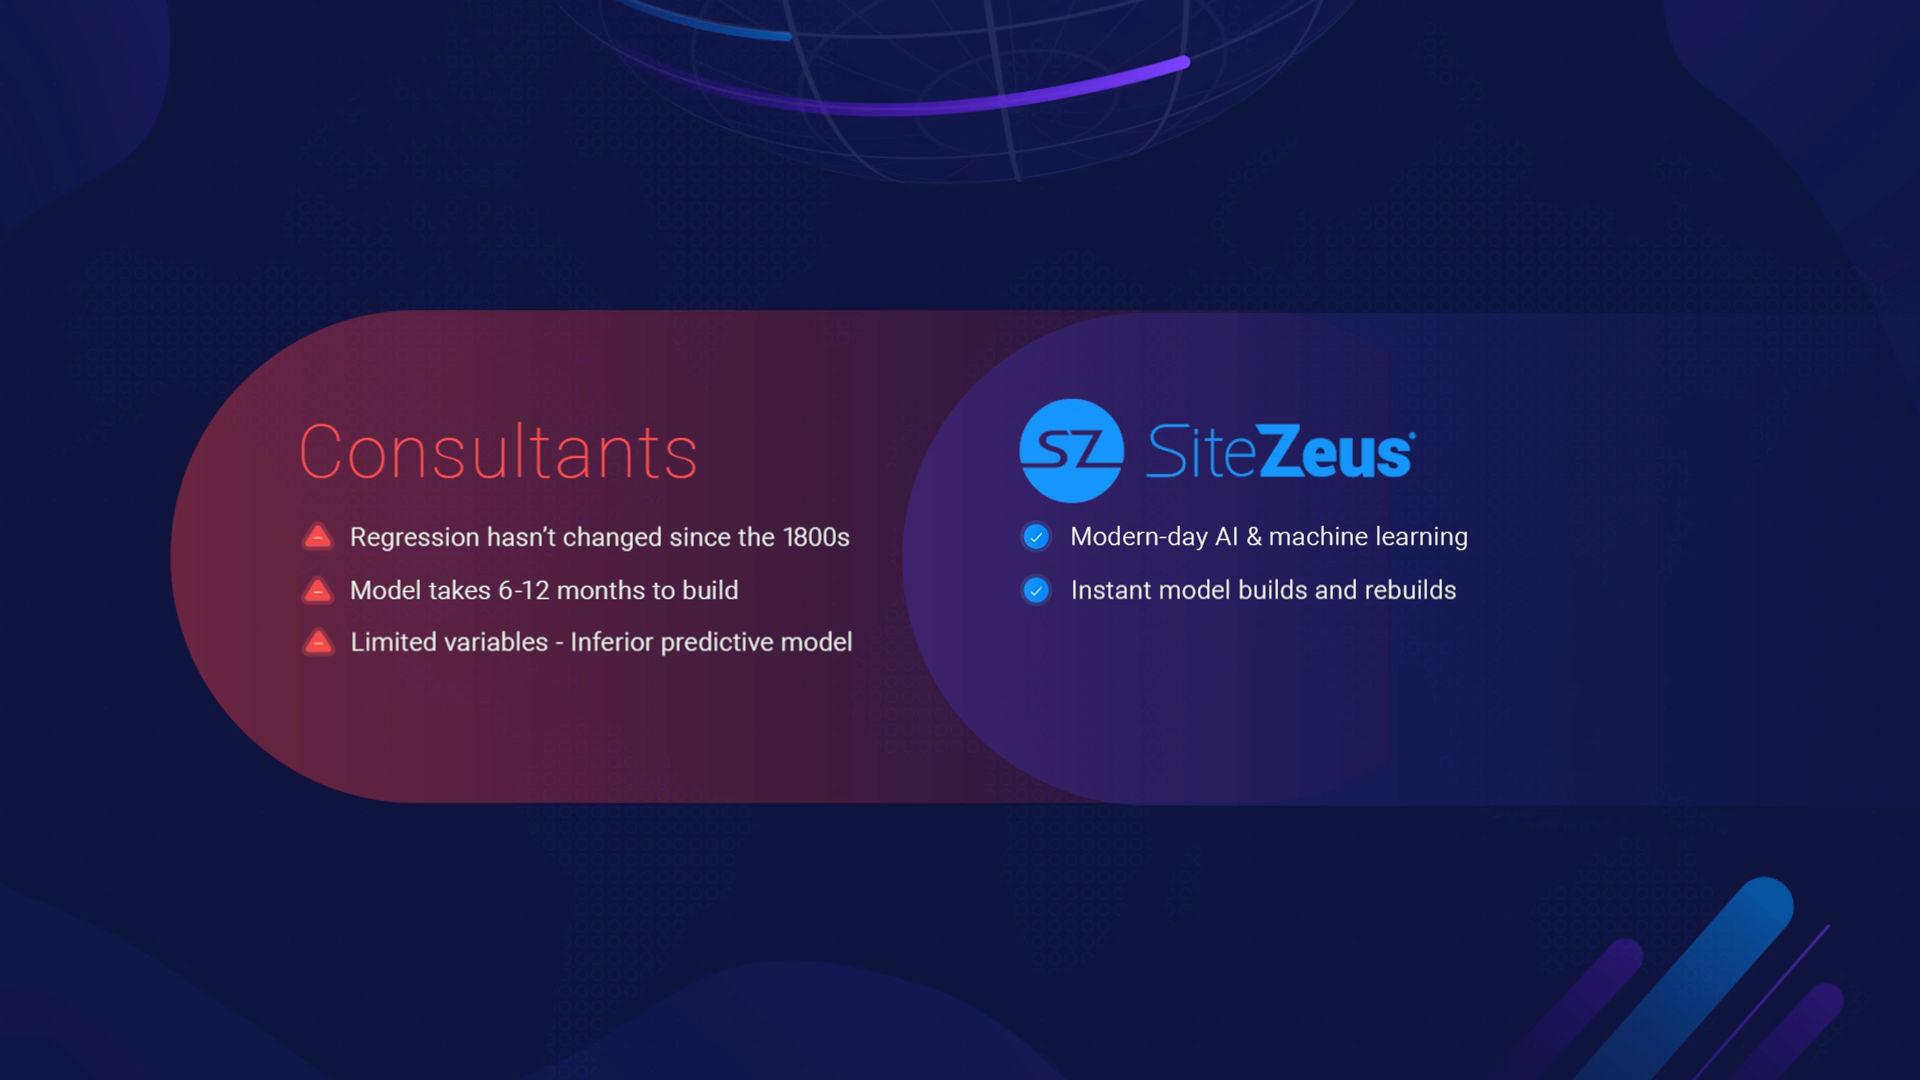 Consultants
Regression hasn’t changed since the 1800s
Model takes 6-12 months to build
Limited variables - Inferior predictive model
SZ SiteZeus
Modern-day AI & machine learning
Instant model builds and rebuilds